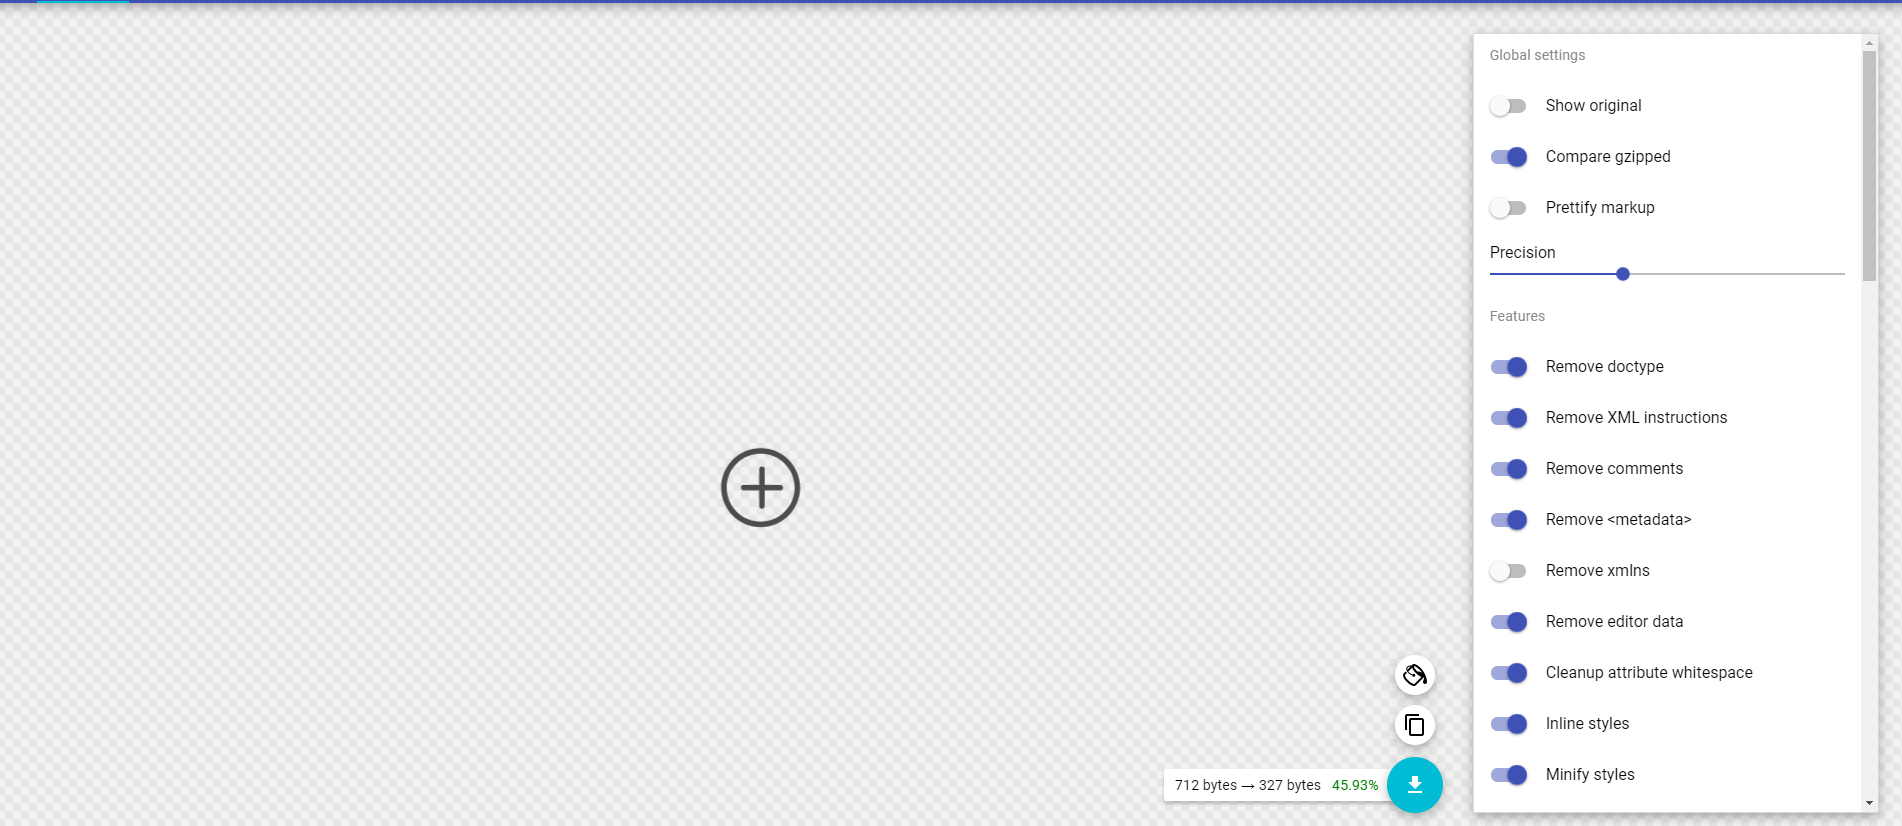 Global settings
Show original
Compare gzipped
Prettify markup
Precision
Features
Remove doctype
Remove XML instructions
Remove comments
Remove <metadata>
Remove xmlns
Remove editor data
Cleanup attribute whitespace
Inline styles
Minify styles
712 bytes → 327 bytes 45.93%